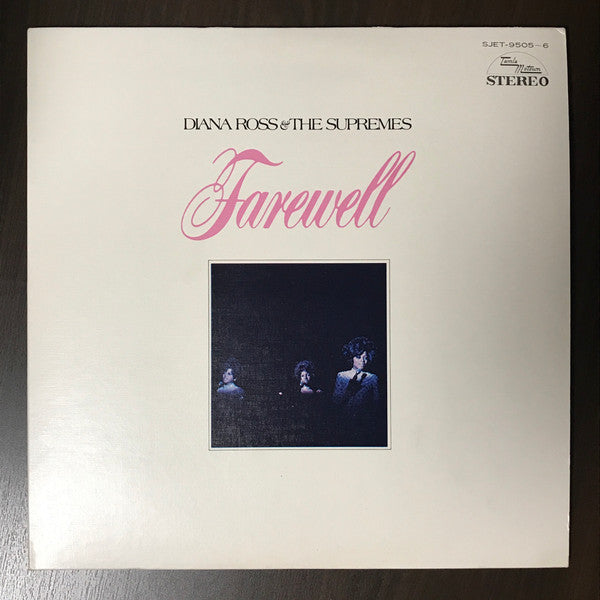 SJET-9505~6
Tamla
Motown
STEREO
DIANA ROSS & THE SUPREMES
Farewell